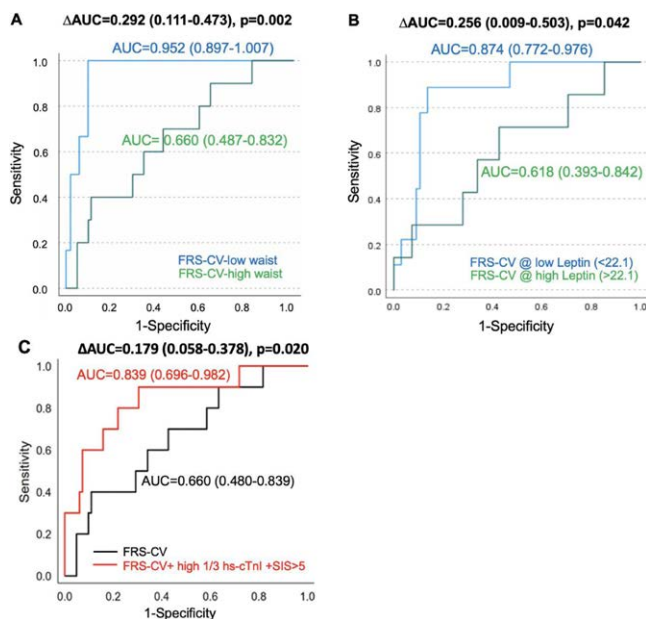 A
ΔAUC=0.292 (0.111-0.473), p=0.002
AUC=0.952 (0.897-1.007)
1.0
0.8
AUC= 0.660 (0.487-0.832)
0.6
Sensitivity
0.4
0.2
FRS-CV-low waist
FRS-CV-high waist
0.0
0.0 0.2 0.4 0.6 0.8 1.0
1-Specificity
B
ΔAUC=0.256 (0.009-0.503), p=0.042
AUC=0.874 (0.772-0.976)
1.0
0.8
0.6
Sensitivity
AUC=0.618 (0.393-0.842)
0.4
0.2
FRS-CV @ low Leptin (<22.1)
FRS-CV @ high Leptin (>22.1)
0.0
0.0 0.2 0.4 0.6 0.8 1.0
1-Specificity
C
ΔAUC=0.179 (0.058-0.378), p=0.020
AUC=0.839 (0.696-0.982)
1.0
0.8
0.6
Sensitivity
AUC=0.660 (0.480-0.839)
0.4
0.2
FRS-CV
FRS-CV+ high 1/3 hs-cTnI +SIS>5
0.0
0.0 0.2 0.4 0.6 0.8 1.0
1-Specificity